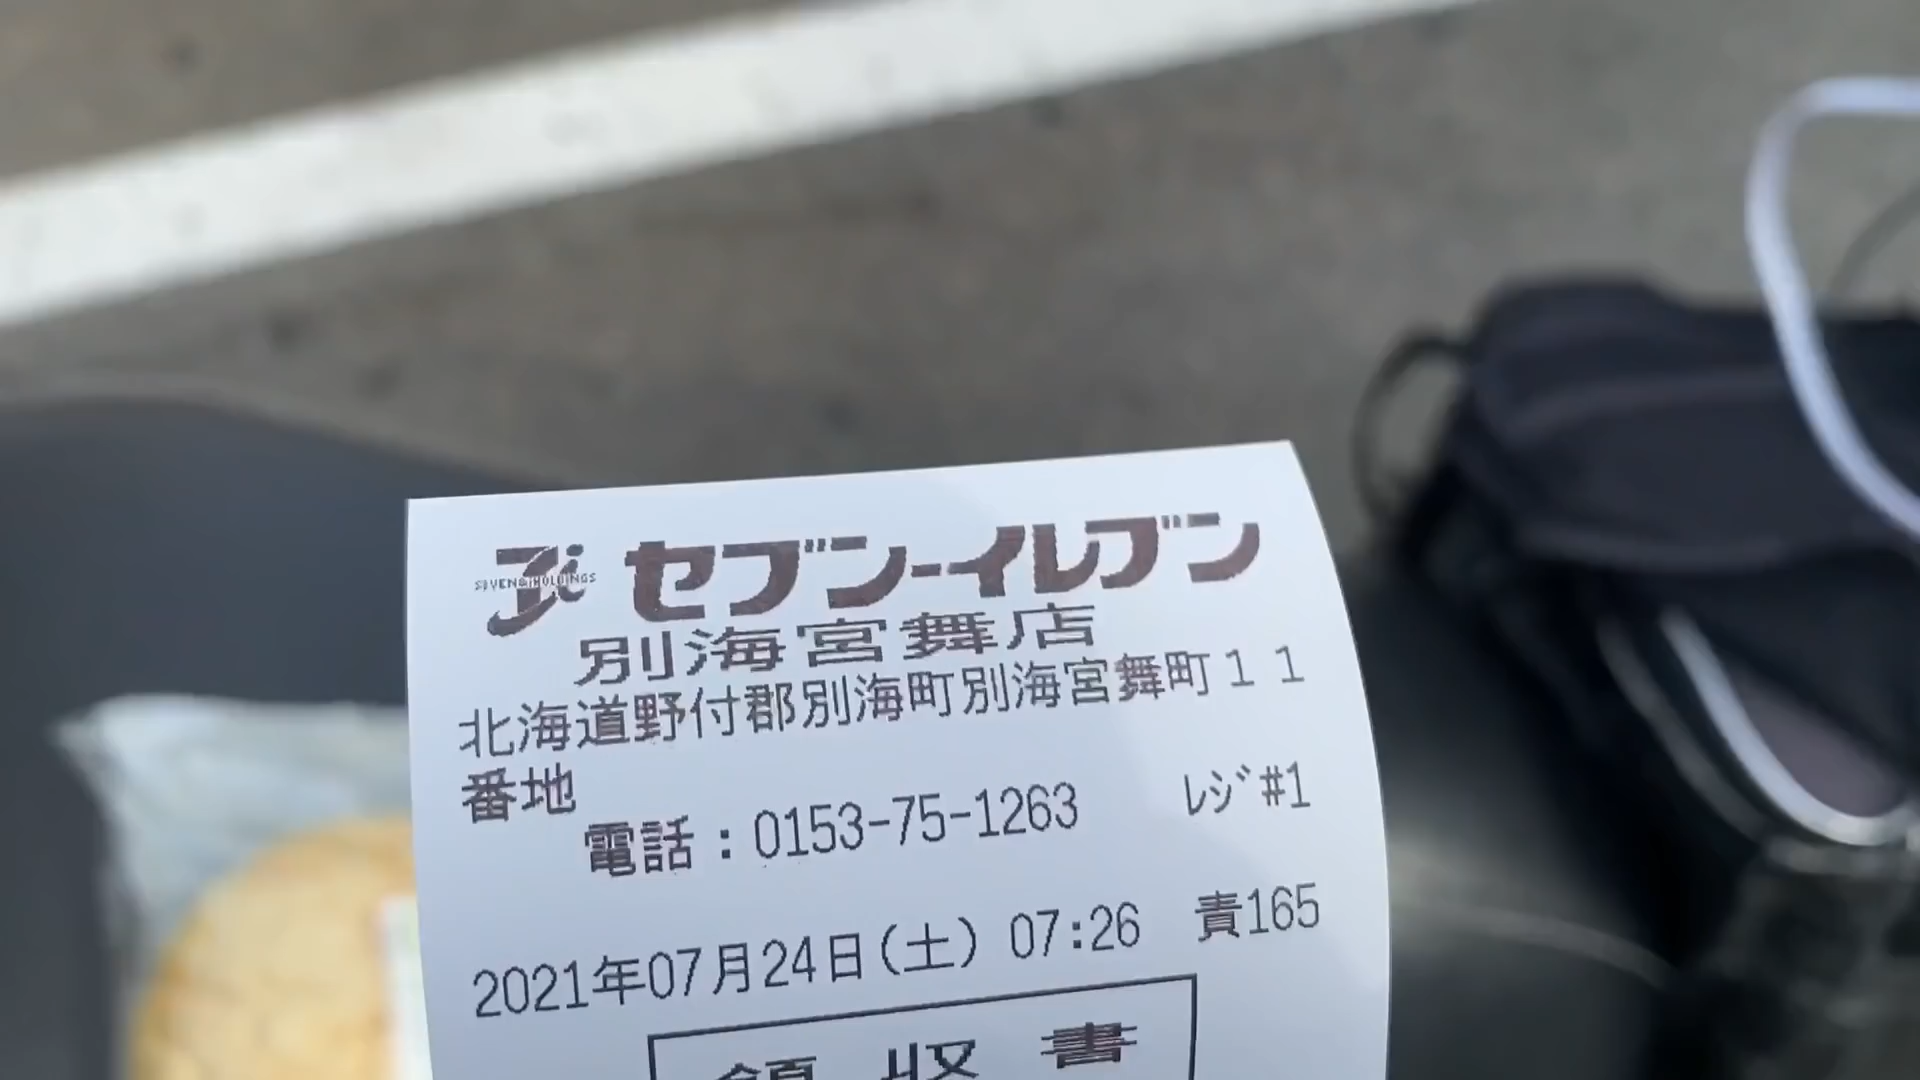 SEVEN&i HOLDINGS セブン-イレブン
別海宮舞店
北海道野付郡別海町別海宮舞町11
番地
電話:0153-75-1263 レジ#1
2021年07月24日(土) 07:26 責165
領収書